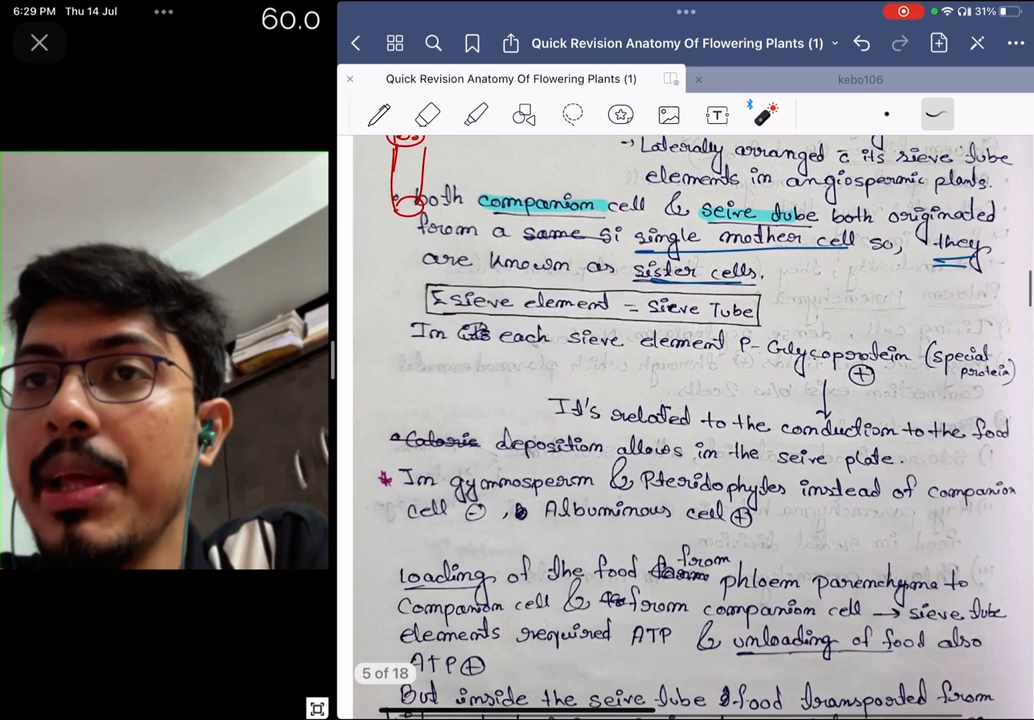 6:29 PM Thu 14 Jul
60.0
31%
Quick Revision Anatomy Of Flowering Plants (1)
Quick Revision Anatomy Of Flowering Plants (1)
kebo106
→ Laterally arranged c̄ its sieve tube
elements in angiospermic plants.
• both companion cell & seive tube both originated
from a same si single mother cell so, they
are known as sister cells.
Σsieve element = Sieve Tube
In each sieve element P-Glycoprotein (special protein)
⊕
It's related to the conduction to the food
deposition allows in the seive plate.
* In gymnosperm & Pteridophytes instead of companion
cell ⊖, Albuminous cell ⊕
Loading of the food from phloem parenchyma to
Companion cell & from companion cell → sieve tube
elements required ATP & unloading of food also
ATP⊕
5 of 18
But inside the seive tube food transported from